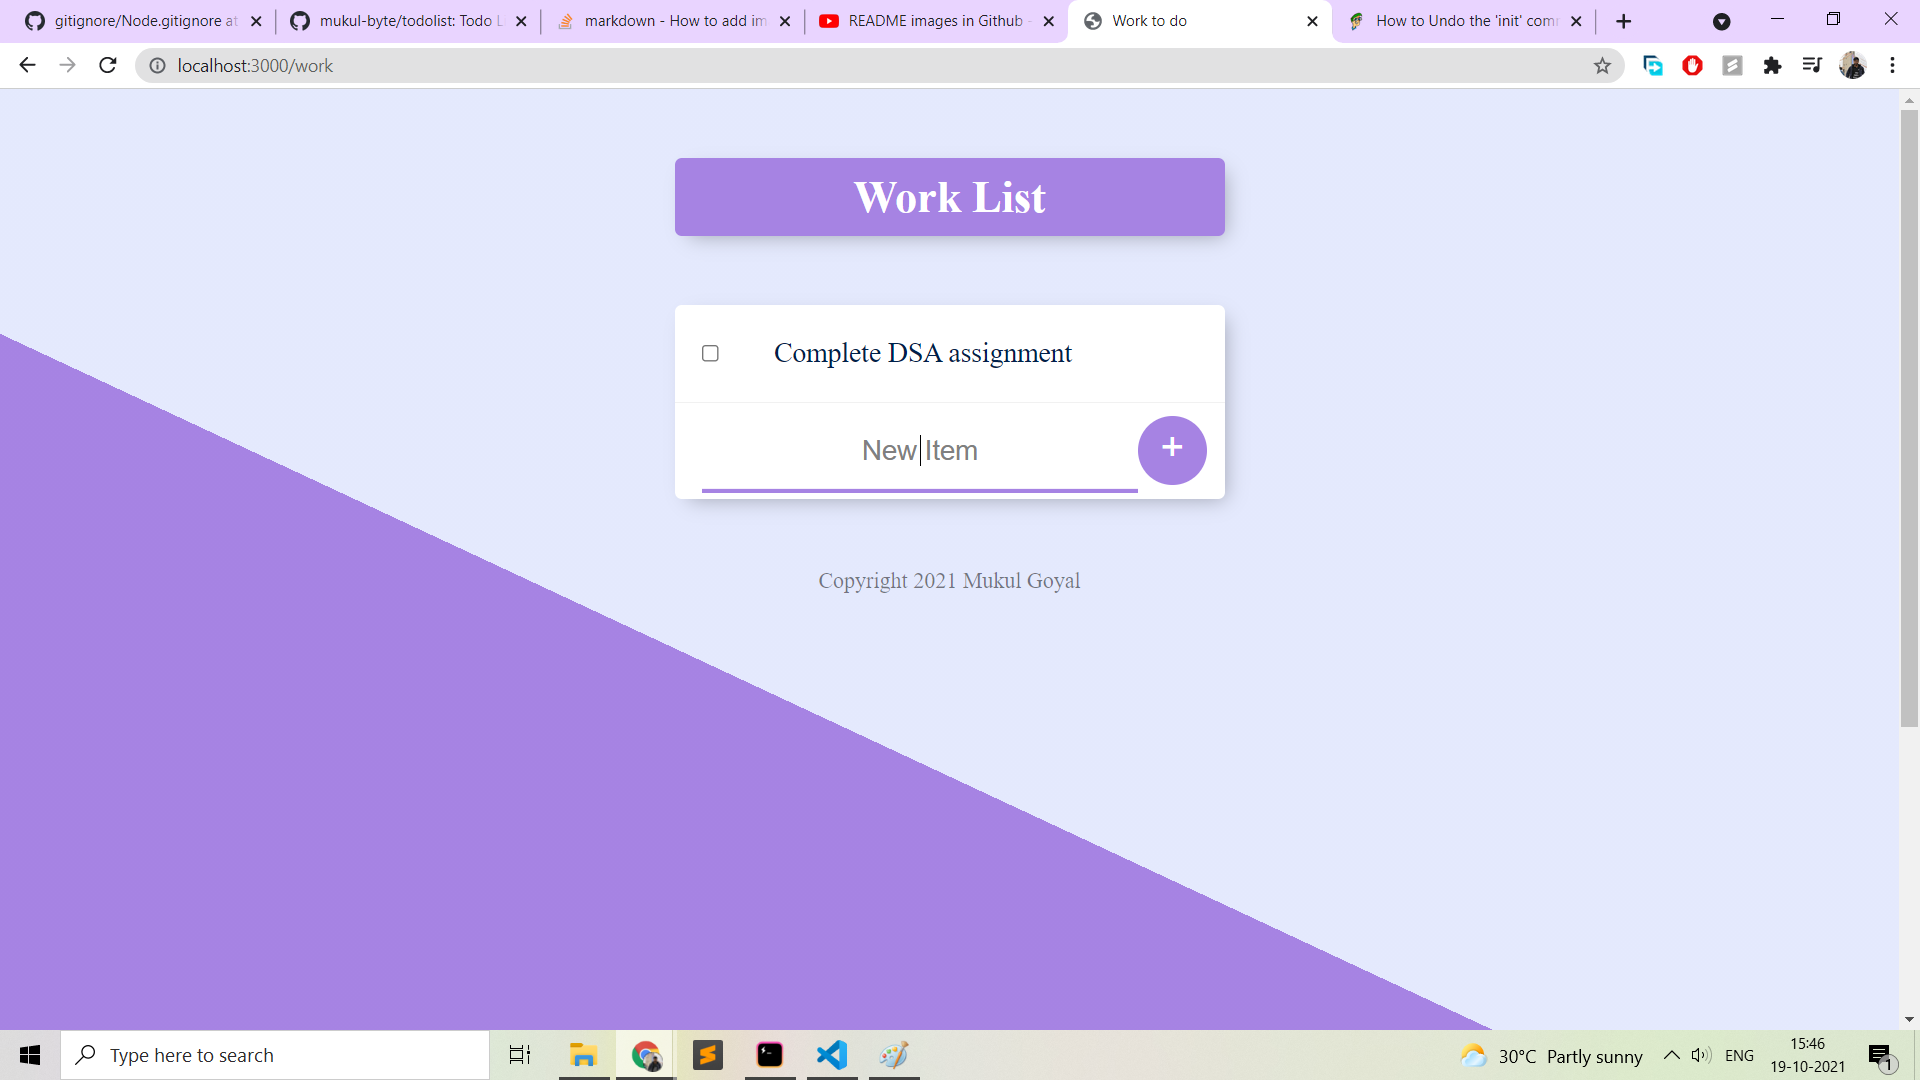 gitignore/Node.gitignore at
mukul-byte/todolist: Todo L
markdown - How to add im
README images in Github -
Work to do
How to Undo the 'init' com
localhost:3000/work
Work List
Complete DSA assignment
New Item
+
Copyright 2021 Mukul Goyal
Type here to search
30°C Partly sunny
ENG
15:46
19-10-2021
1